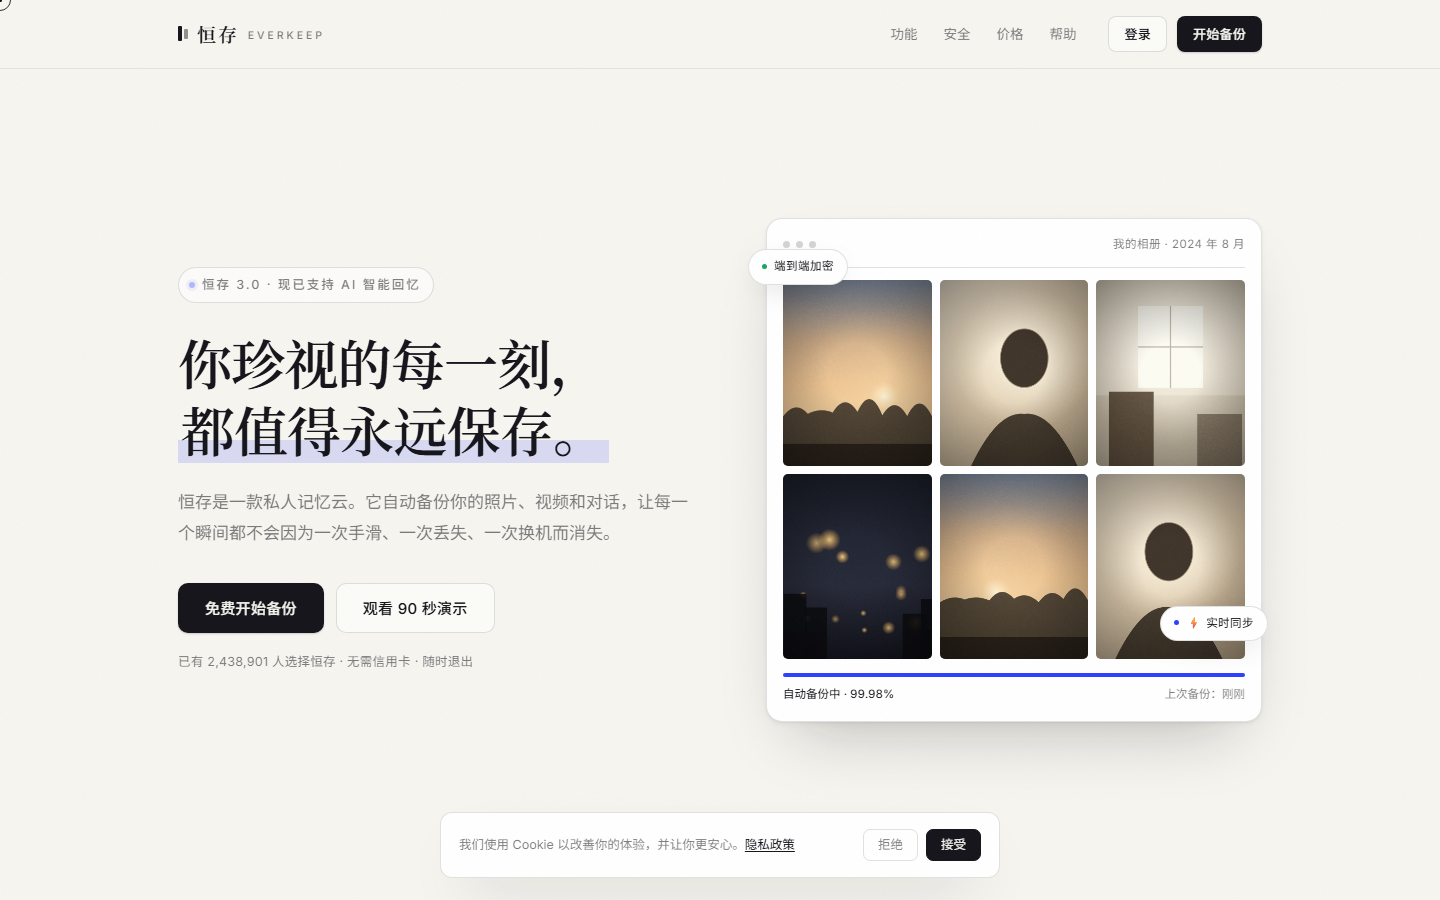 恒存 EVERKEEP
功能 安全 价格 帮助 登录 开始备份
恒存 3.0 · 现已支持 AI 智能回忆
你珍视的每一刻，
都值得永远保存。
恒存是一款私人记忆云。它自动备份你的照片、视频和对话，让每一
个瞬间都不会因为一次手滑、一次丢失、一次换机而消失。
免费开始备份 观看 90 秒演示
已有 2,438,901 人选择恒存 · 无需信用卡 · 随时退出
我的相册 · 2024 年 8 月
端到端加密
实时同步
自动备份中 · 99.98% 上次备份：刚刚
我们使用 Cookie 以改善你的体验，并让你更安心。隐私政策 拒绝 接受